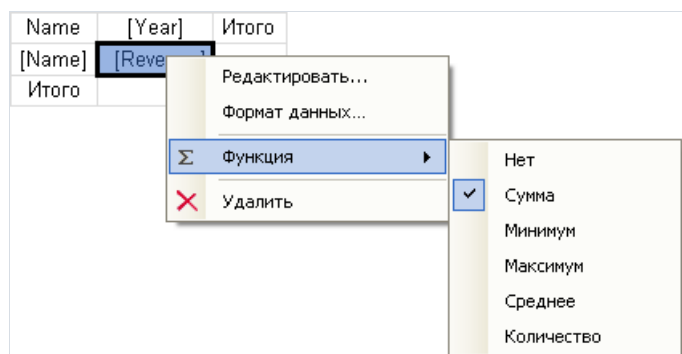 Name [Year] Итого
[Name]
Итого
Редактировать...
Формат данных...
Функция
Удалить
Нет
Сумма
Минимум
Максимум
Среднее
Количество